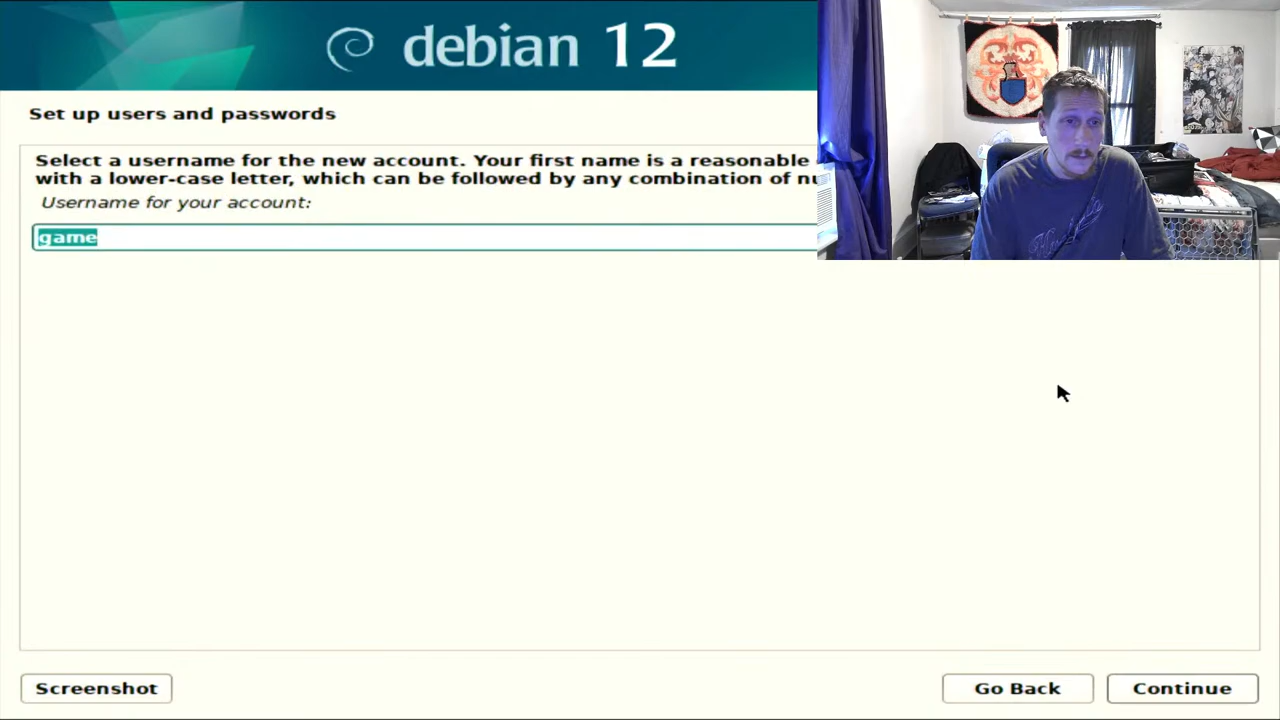 debian 12
Set up users and passwords
Select a username for the new account. Your first name is a reasonable
with a lower-case letter, which can be followed by any combination of
Username for your account:
game
Screenshot
Go Back
Continue